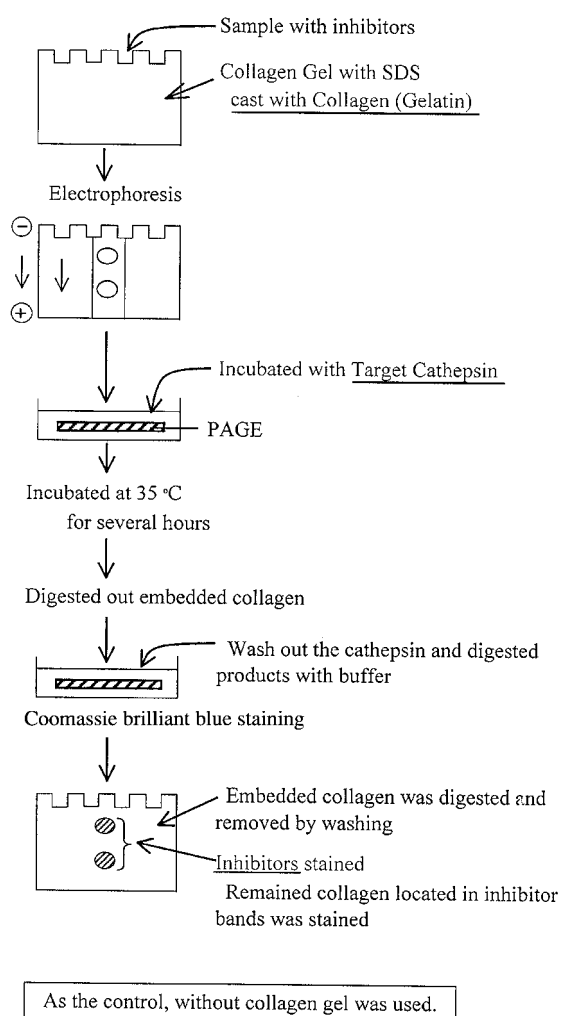 Sample with inhibitors
Collagen Gel with SDS
cast with Collagen (Gelatin)
Electrophoresis
−
+
Incubated with Target Cathepsin
PAGE
Incubated at 35 °C
for several hours
Digested out embedded collagen
Wash out the cathepsin and digested
products with buffer
Coomassie brilliant blue staining
Embedded collagen was digested and
removed by washing
Inhibitors stained
Remained collagen located in inhibitor
bands was stained
As the control, without collagen gel was used.